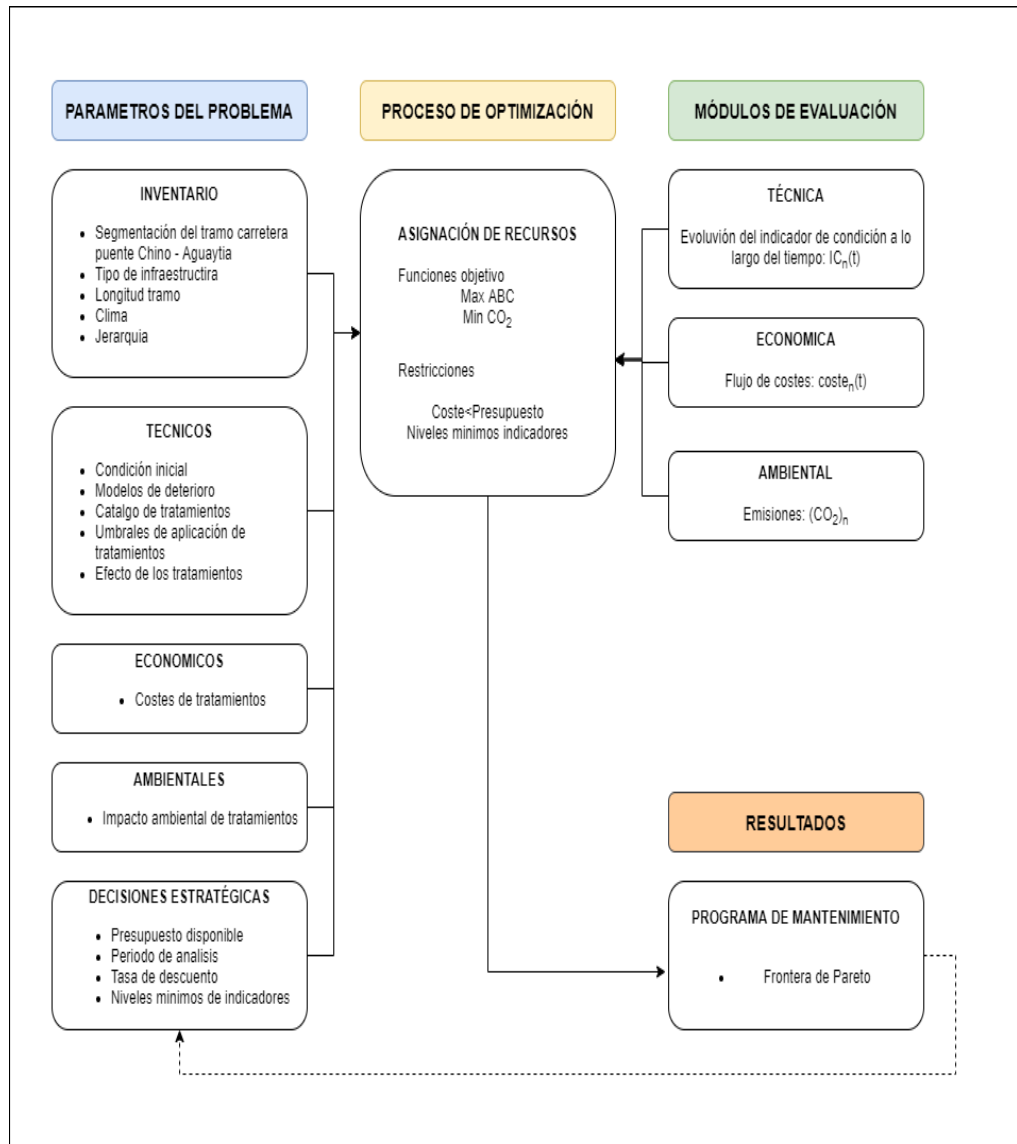 PARAMETROS DEL PROBLEMA
INVENTARIO
• Segmentación del tramo carretera
puente Chino - Aguaytia
• Tipo de infraestructira
• Longitud tramo
• Clima
• Jerarquia
TECNICOS
• Condición inicial
• Modelos de deterioro
• Catalgo de tratamientos
• Umbrales de aplicación de
tratamientos
• Efecto de los tratamientos
ECONOMICOS
• Costes de tratamientos
AMBIENTALES
• Impacto ambiental de tratamientos
DECISIONES ESTRATÉGICAS
• Presupuesto disponible
• Periodo de analisis
• Tasa de descuento
• Niveles minimos de indicadores
PROCESO DE OPTIMIZACIÓN
ASIGNACIÓN DE RECURSOS
Funciones objetivo
Max ABC
Min CO₂
Restricciones
Coste<Presupuesto
Niveles minimos indicadores
MÓDULOS DE EVALUACIÓN
TÉCNICA
Evoluvión del indicador de condición a lo
largo del tiempo: ICₙ(t)
ECONOMICA
Flujo de costes: costeₙ(t)
AMBIENTAL
Emisiones: (CO₂)ₙ
RESULTADOS
PROGRAMA DE MANTENIMIENTO
• Frontera de Pareto